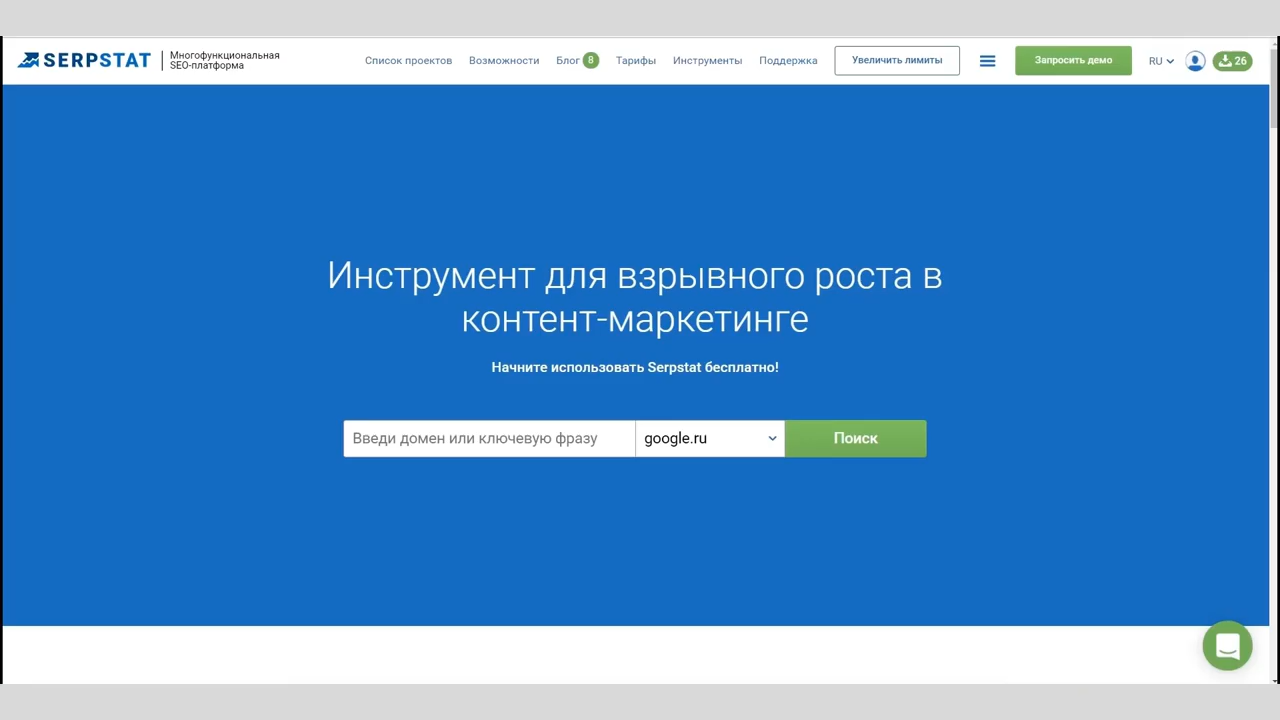 SERPSTAT
Многофункциональная
SEO-платформа
Список проектов
Возможности
Блог 8
Тарифы
Инструменты
Поддержка
Увеличить лимиты
Запросить демо
RU
26
Инструмент для взрывного роста в
контент-маркетинге
Начните использовать Serpstat бесплатно!
Введи домен или ключевую фразу
google.ru
Поиск